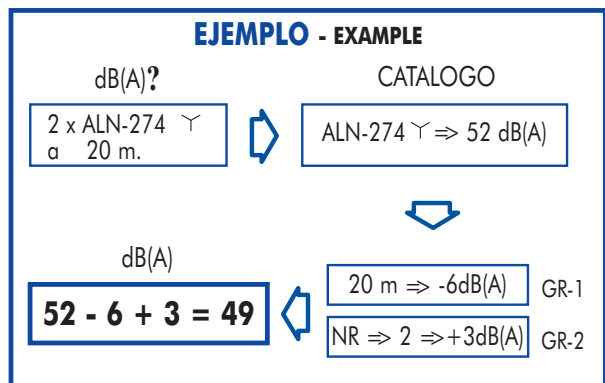 EJEMPLO - EXAMPLE
dB(A)?
2 x ALN-274 Y
a 20 m.
CATALOGO
ALN-274 Y ⇒ 52 dB(A)
20 m ⇒ -6dB(A) GR-1
NR ⇒ 2 ⇒+3dB(A) GR-2
dB(A)
52 - 6 + 3 = 49